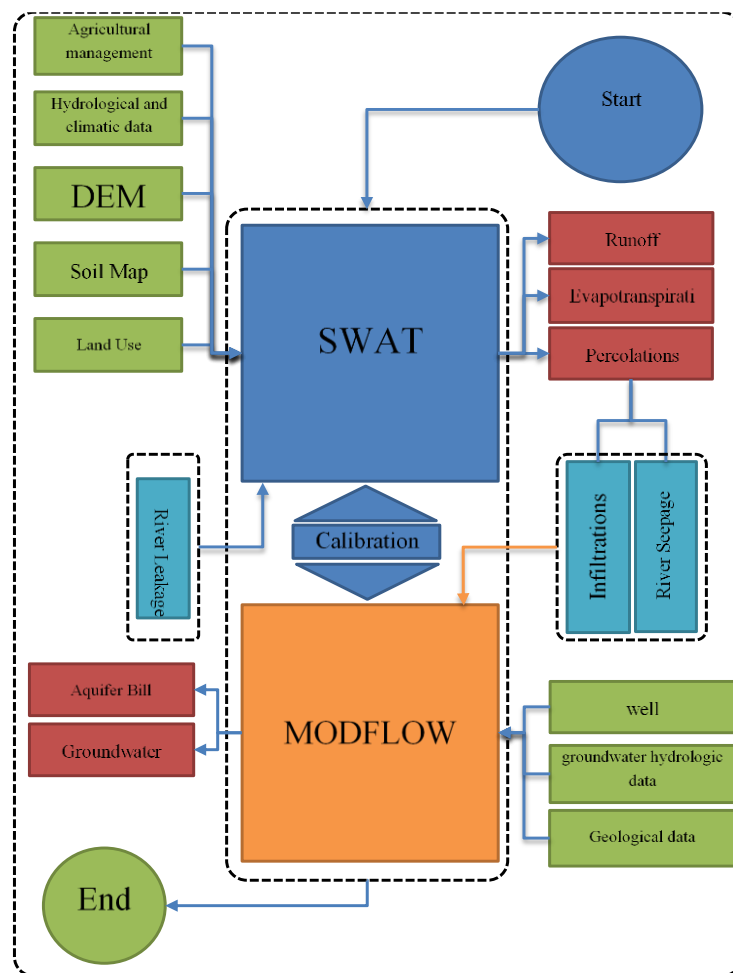 Agricultural
management
Start
Hydrological and
climatic data
DEM
Soil Map
Land Use
SWAT
Runoff
Evapotranspirati
Percolations
River Leakage
Calibration
Infiltrations
River Seepage
Aquifer Bill
Groundwater
MODFLOW
well
groundwater hydrologic
data
Geological data
End